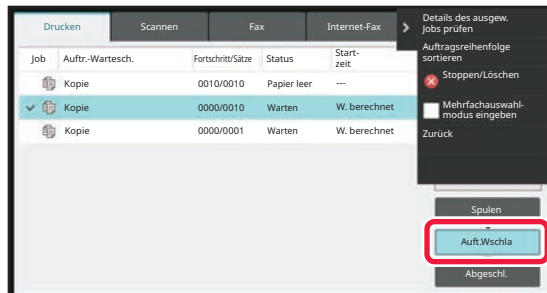 Drucken Scannen Fax Internet-Fax
Job Auftr.-Wartesch. Fortschritt/Sätze Status Start-
zeit
Kopie 0010/0010 Papier leer ---
Kopie 0000/0010 Warten W. berechnet
Kopie 0000/0001 Warten W. berechnet
Details des ausgew.
Jobs prüfen
Auftragsreihenfolge
sortieren
Stoppen/Löschen
Mehrfachauswahl-
modus eingeben
Zurück
Spulen
Auft.Wschla
Abgeschl.